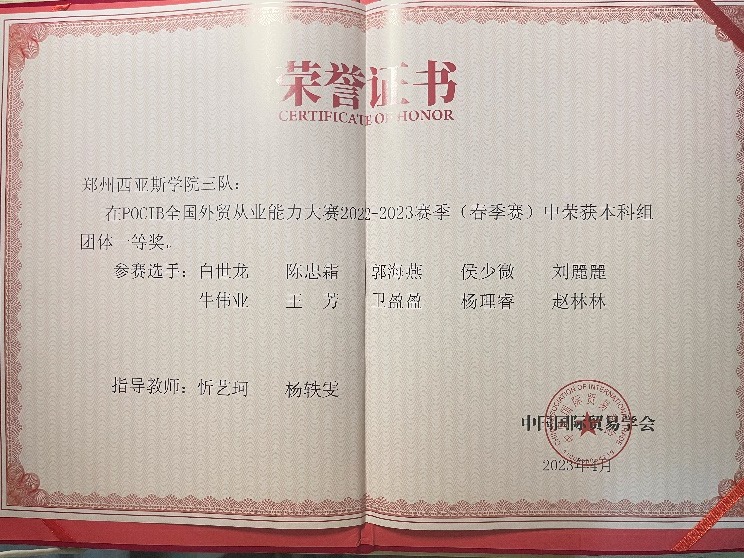 荣誉证书
CERTIFICATE OF HONOR
郑州西亚斯学院三队：
在POCIB全国外贸从业能力大赛2022-2023赛季（春季赛）中荣获本科组
团体一等奖。
参赛选手：白世龙 陈思霜 郭海燕 侯少微 刘麗麗
牛伟业 王 芳 卫盈盈 杨理睿 赵林林
指导教师：忻艺珂 杨轶雯
中国国际贸易学会
2023年4月